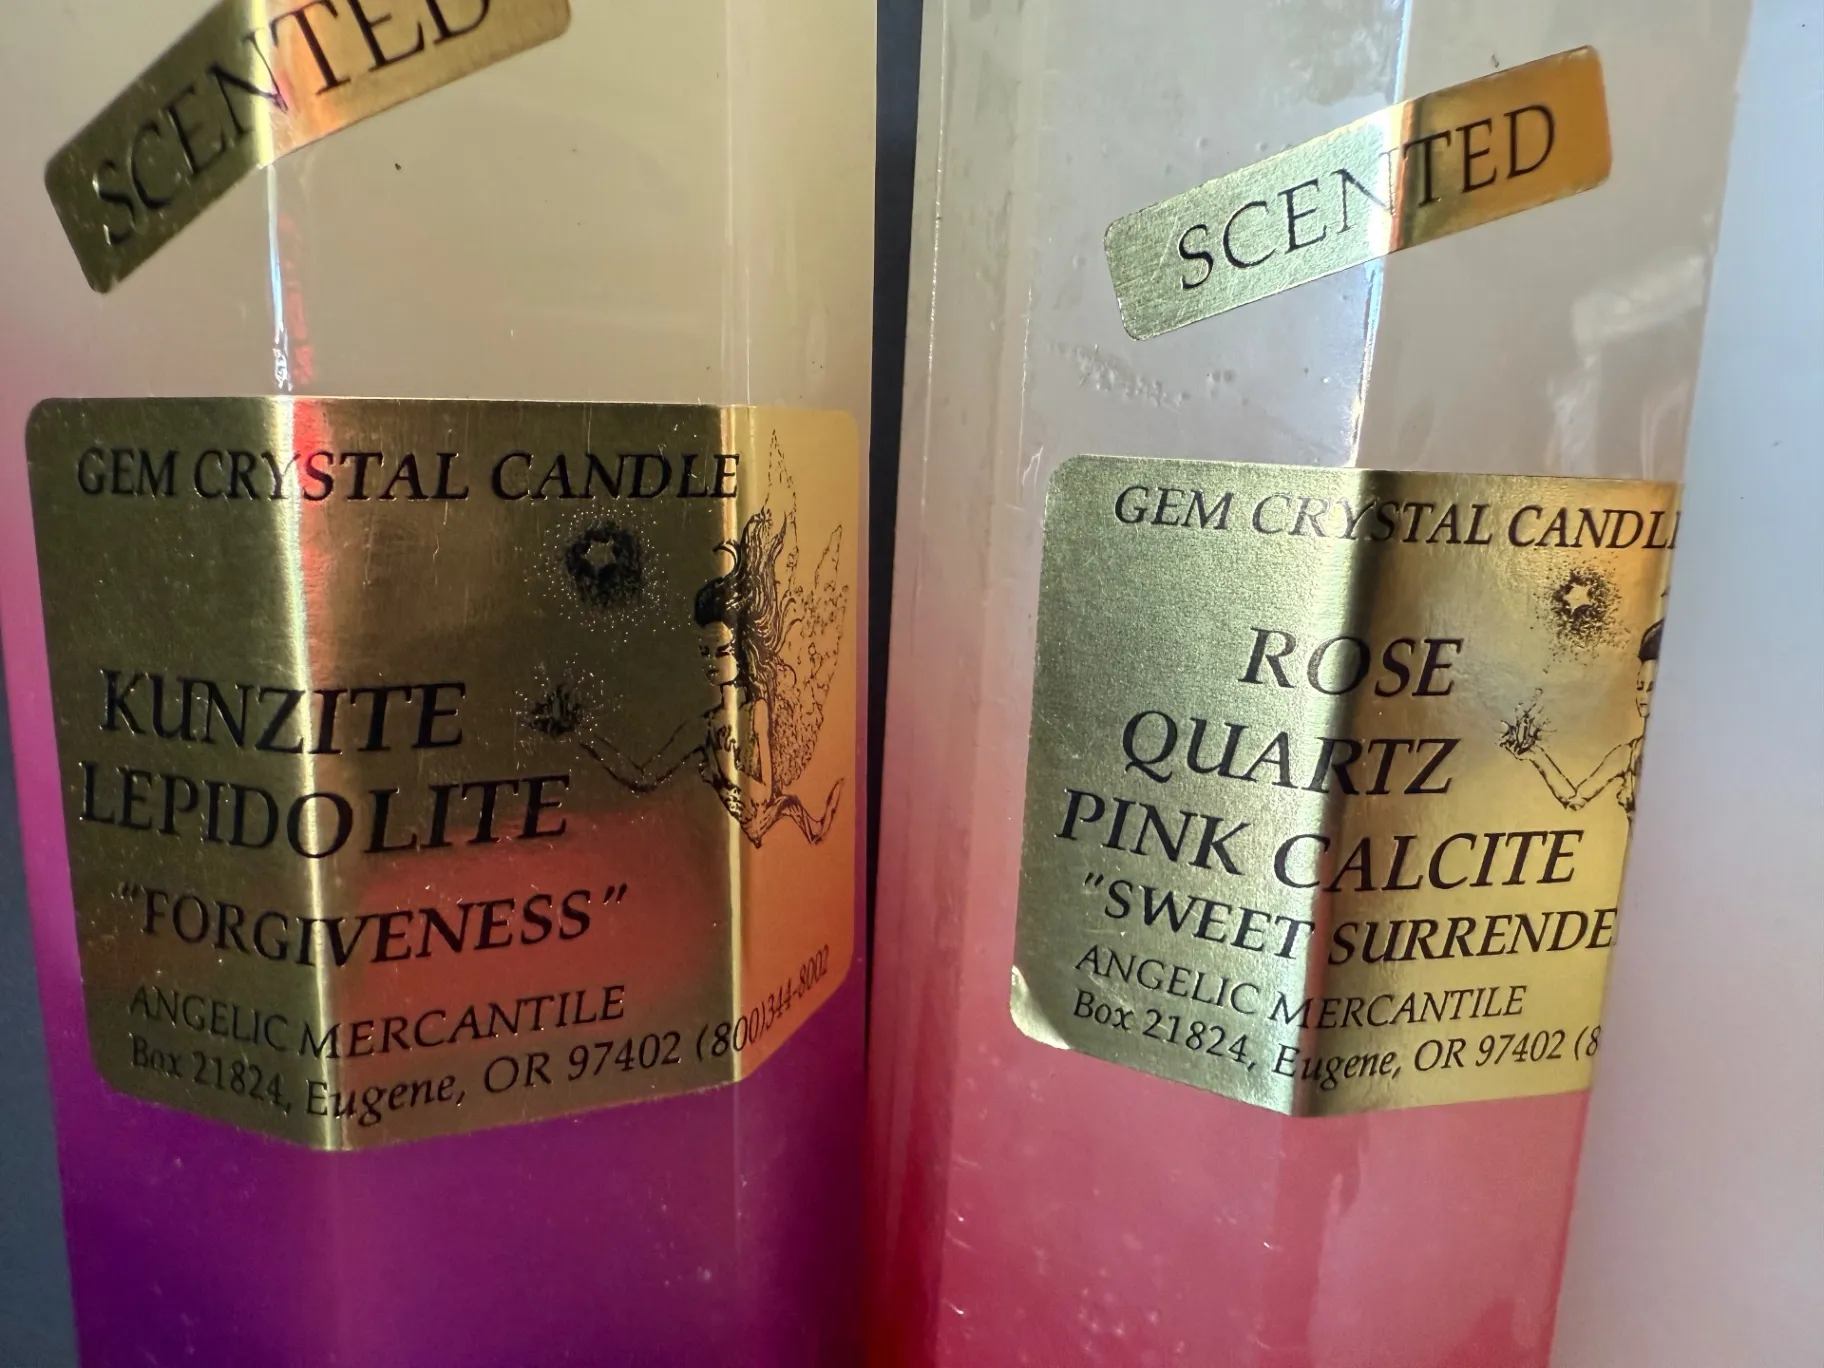 SCENTED
GEM CRYSTAL CANDLE
KUNZITE
LEPIDOLITE
"FORGIVENESS"
ANGELIC MERCANTILE
Box 21824, Eugene, OR 97402 (800)344-8002
SCENTED
GEM CRYSTAL CANDL
ROSE
QUARTZ
PINK CALCITE
"SWEET SURRENDE
ANGELIC MERCANTILE
Box 21824, Eugene, OR 97402 (8